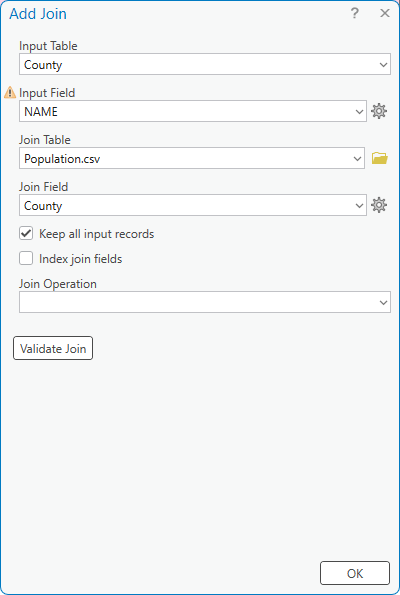 Add Join ?
Input Table
County
Input Field
NAME
Join Table
Population.csv
Join Field
County
Keep all input records
Index join fields
Join Operation
Validate Join
OK